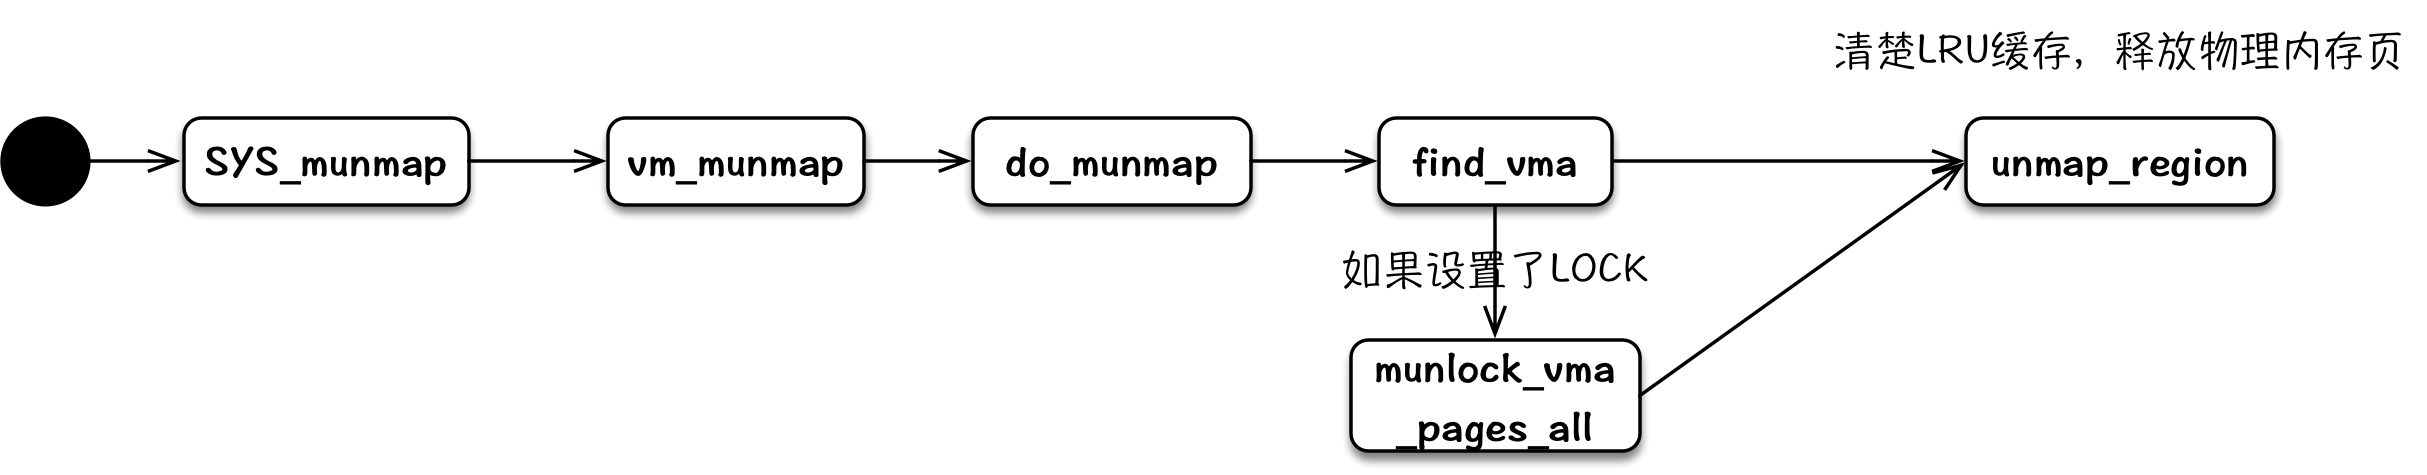 清楚LRU缓存，释放物理内存页
SYS_munmap
vm_munmap
do_munmap
find_vma
unmap_region
如果设置了LOCK
munlock_vma
_pages_all